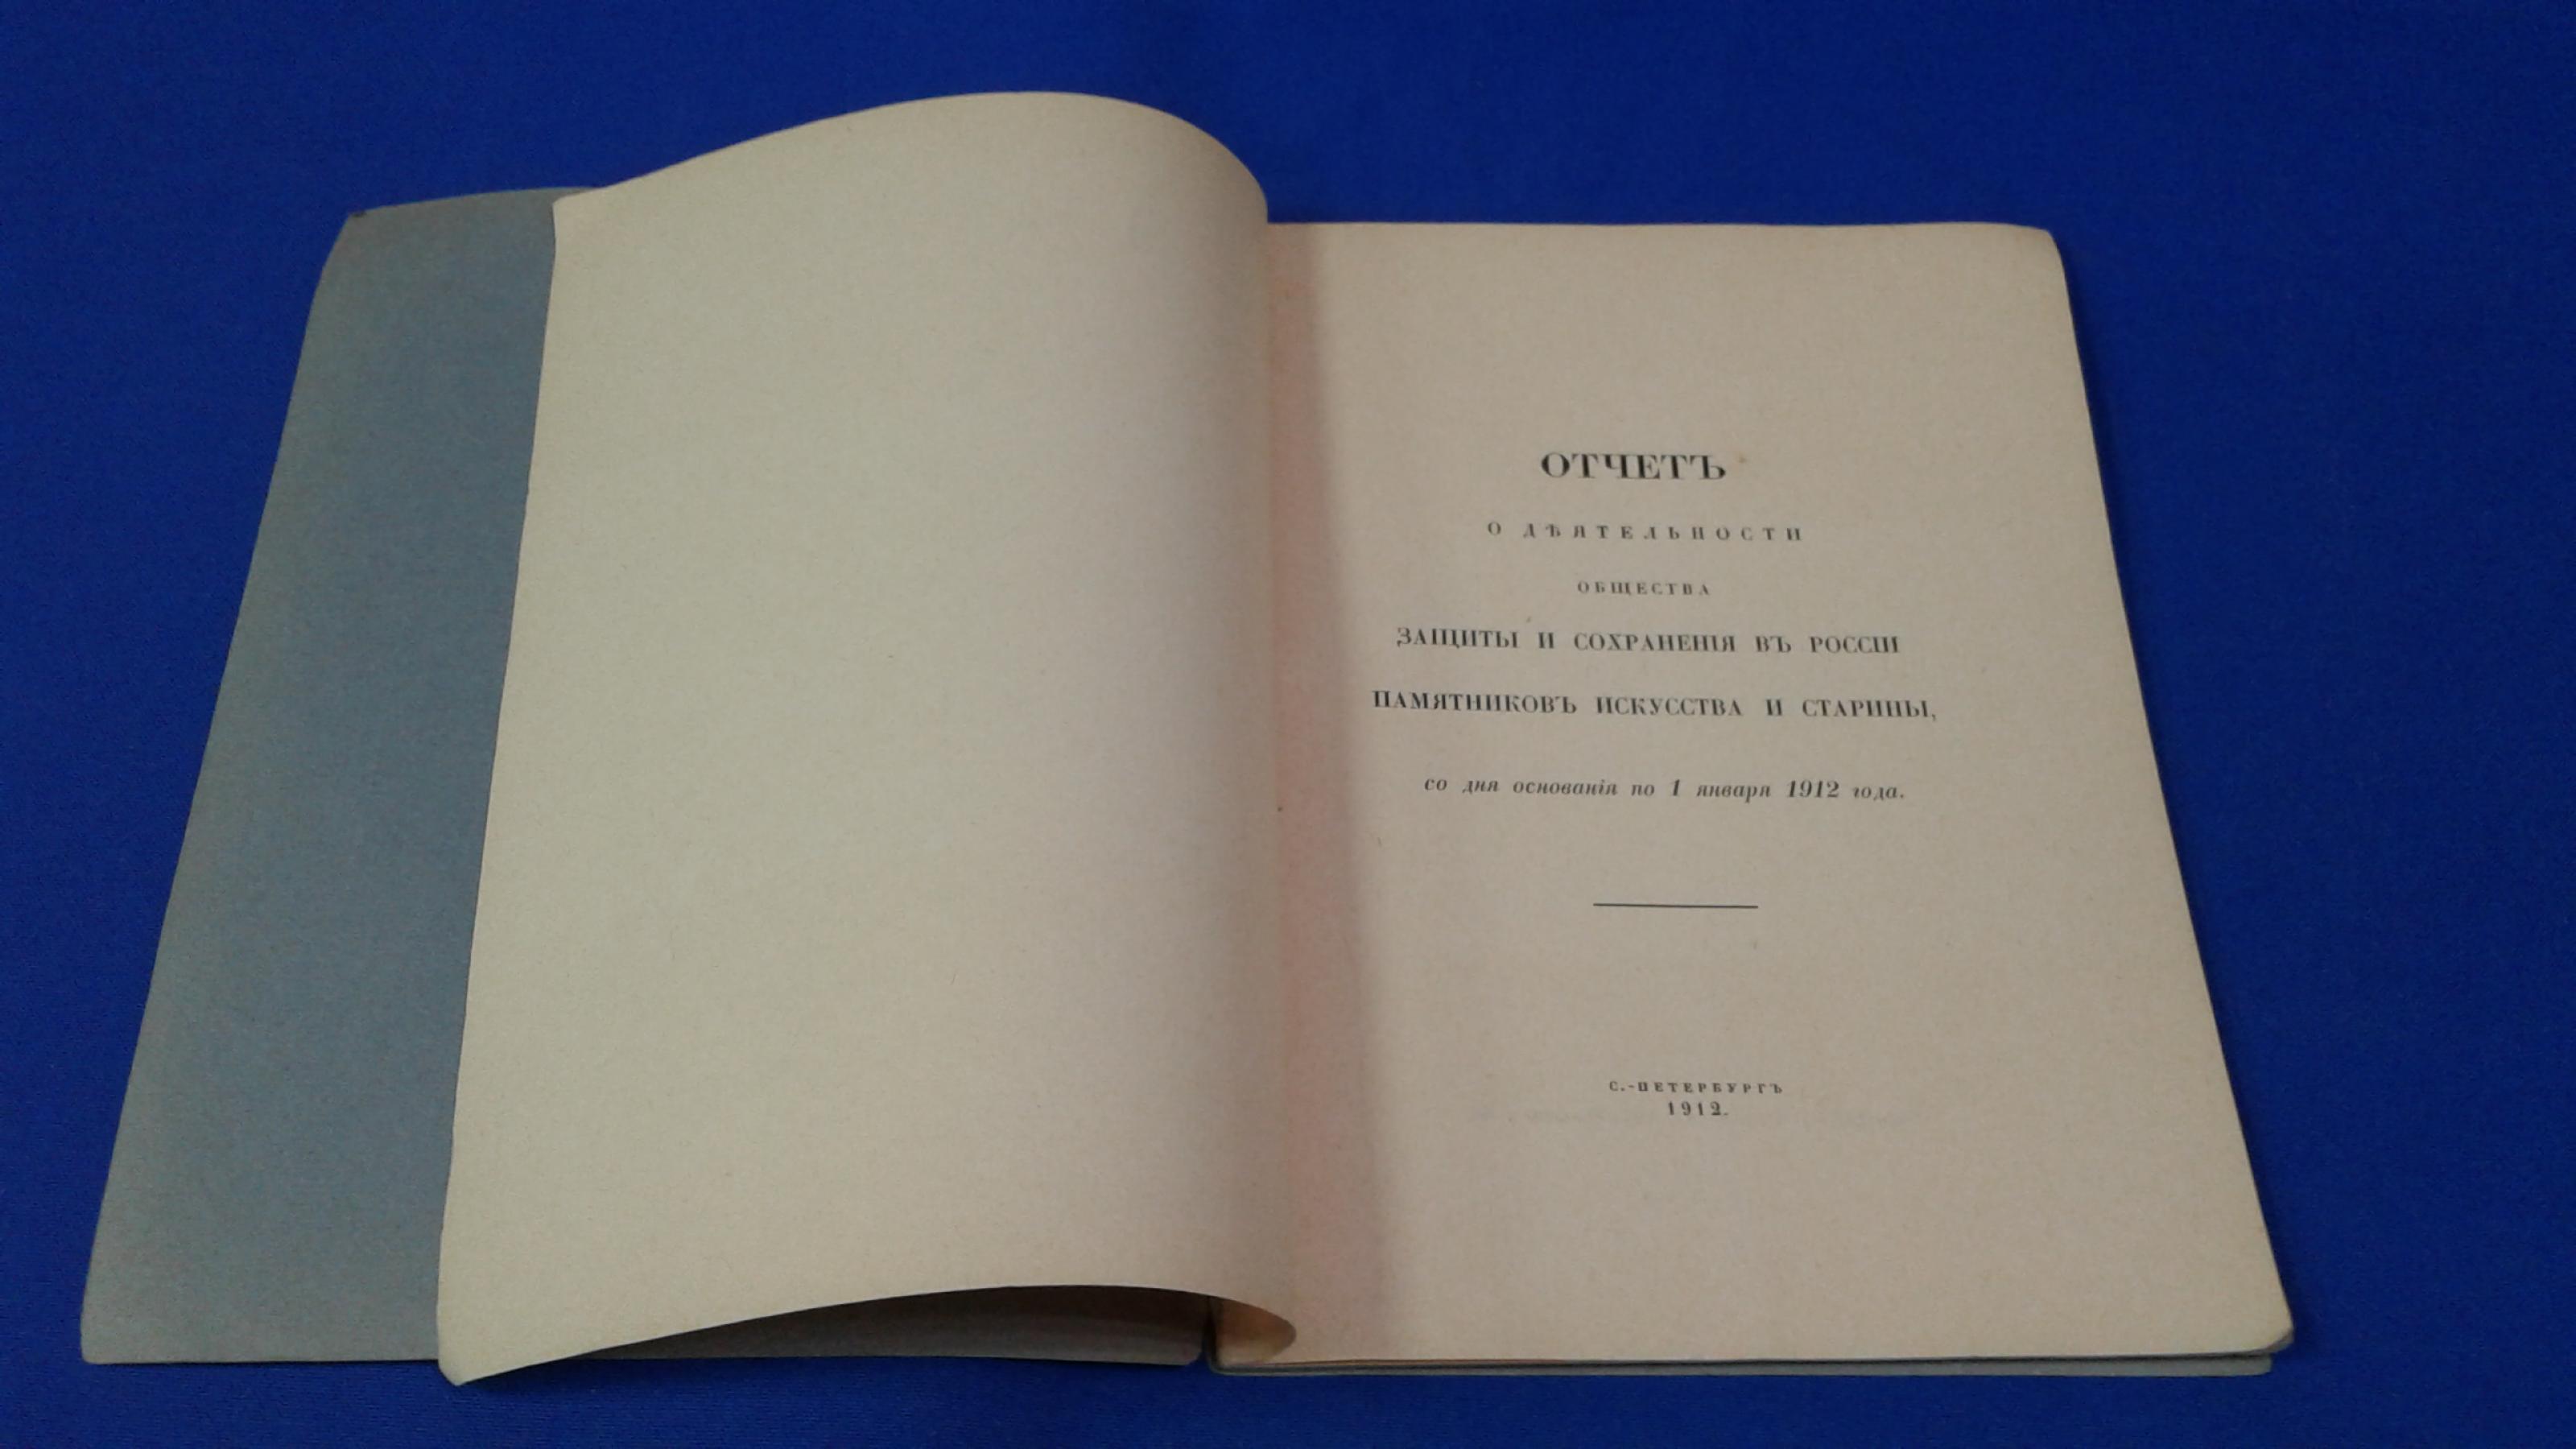 ОТЧЕТЪ
О ДѢЯТЕЛЬНОСТИ
ОБЩЕСТВА
ЗАЩИТЫ И СОХРАНЕНІЯ ВЪ РОССІИ
ПАМЯТНИКОВЪ ИСКУССТВА И СТАРИНЫ,
со дня основанія по 1 января 1912 года.
С.-ПЕТЕРБУРГЪ
1912.